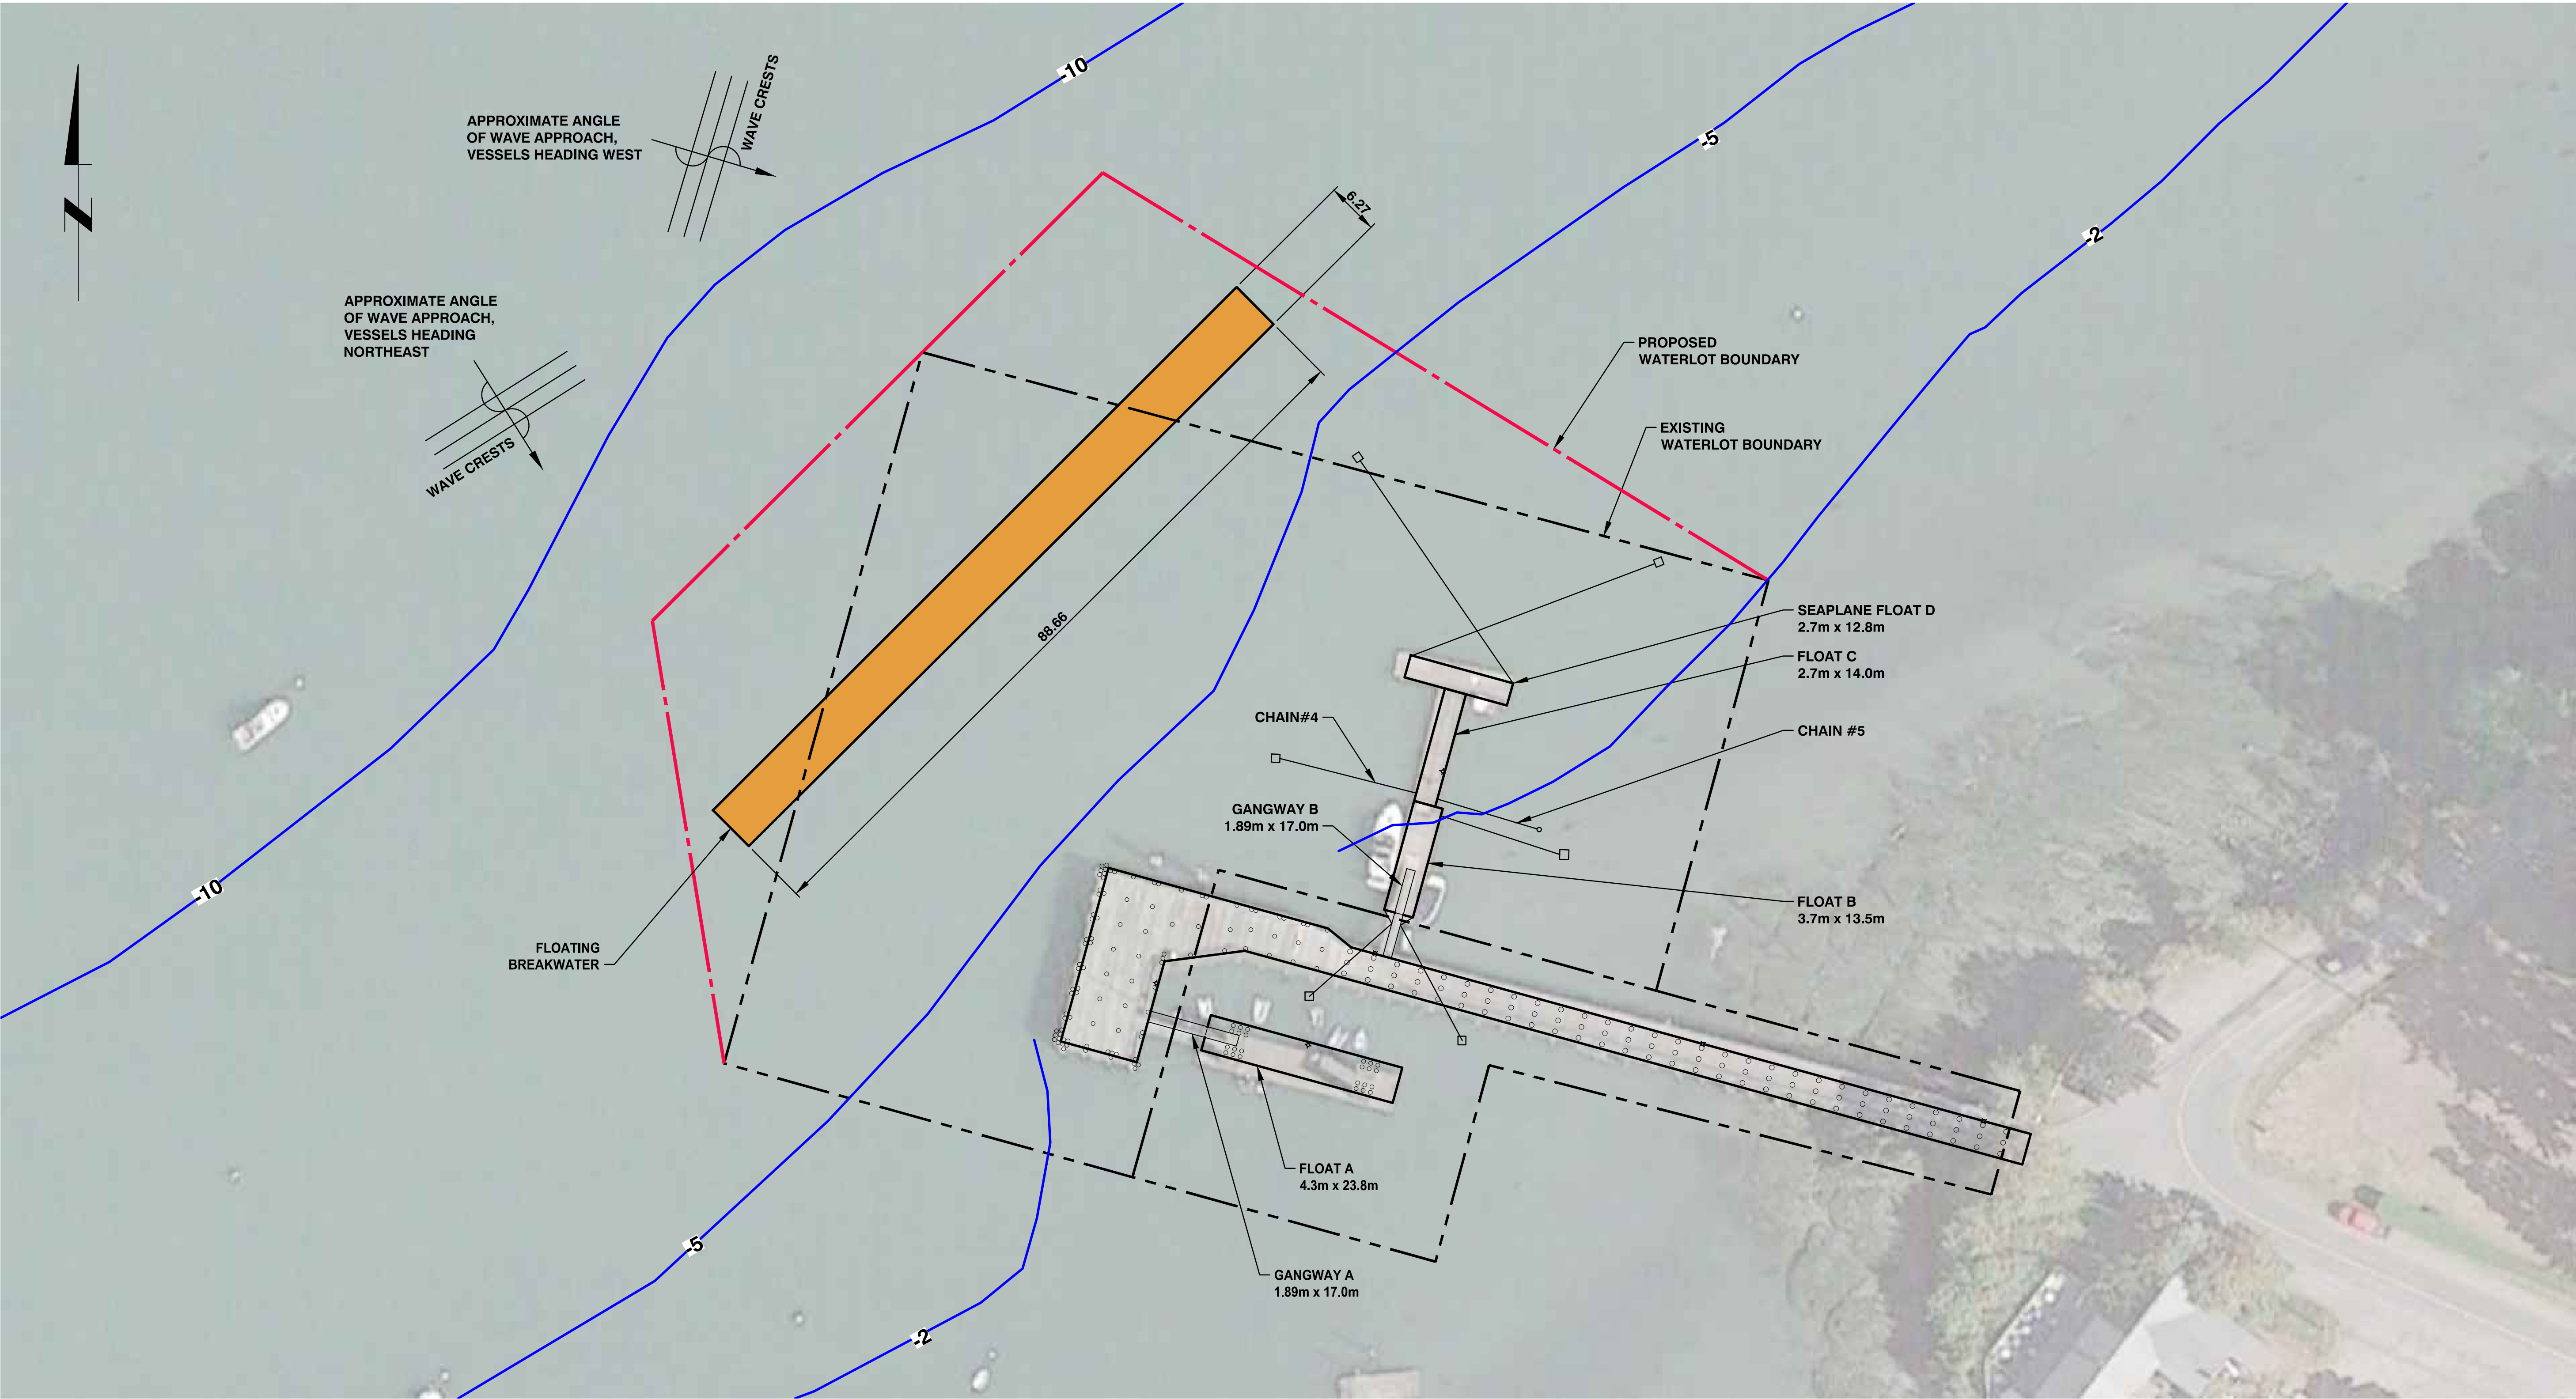 -10
WAVE CRESTS
APPROXIMATE ANGLE
OF WAVE APPROACH,
VESSELS HEADING WEST
-5
N
6.27
-2
APPROXIMATE ANGLE
OF WAVE APPROACH,
VESSELS HEADING
NORTHEAST
WAVE CRESTS
PROPOSED
WATERLOT BOUNDARY
EXISTING
WATERLOT BOUNDARY
88.66
SEAPLANE FLOAT D
2.7m x 12.8m
FLOAT C
2.7m x 14.0m
CHAIN#4
CHAIN #5
GANGWAY B
1.89m x 17.0m
-10
FLOAT B
3.7m x 13.5m
FLOATING
BREAKWATER
FLOAT A
4.3m x 23.8m
-5
GANGWAY A
1.89m x 17.0m
-2